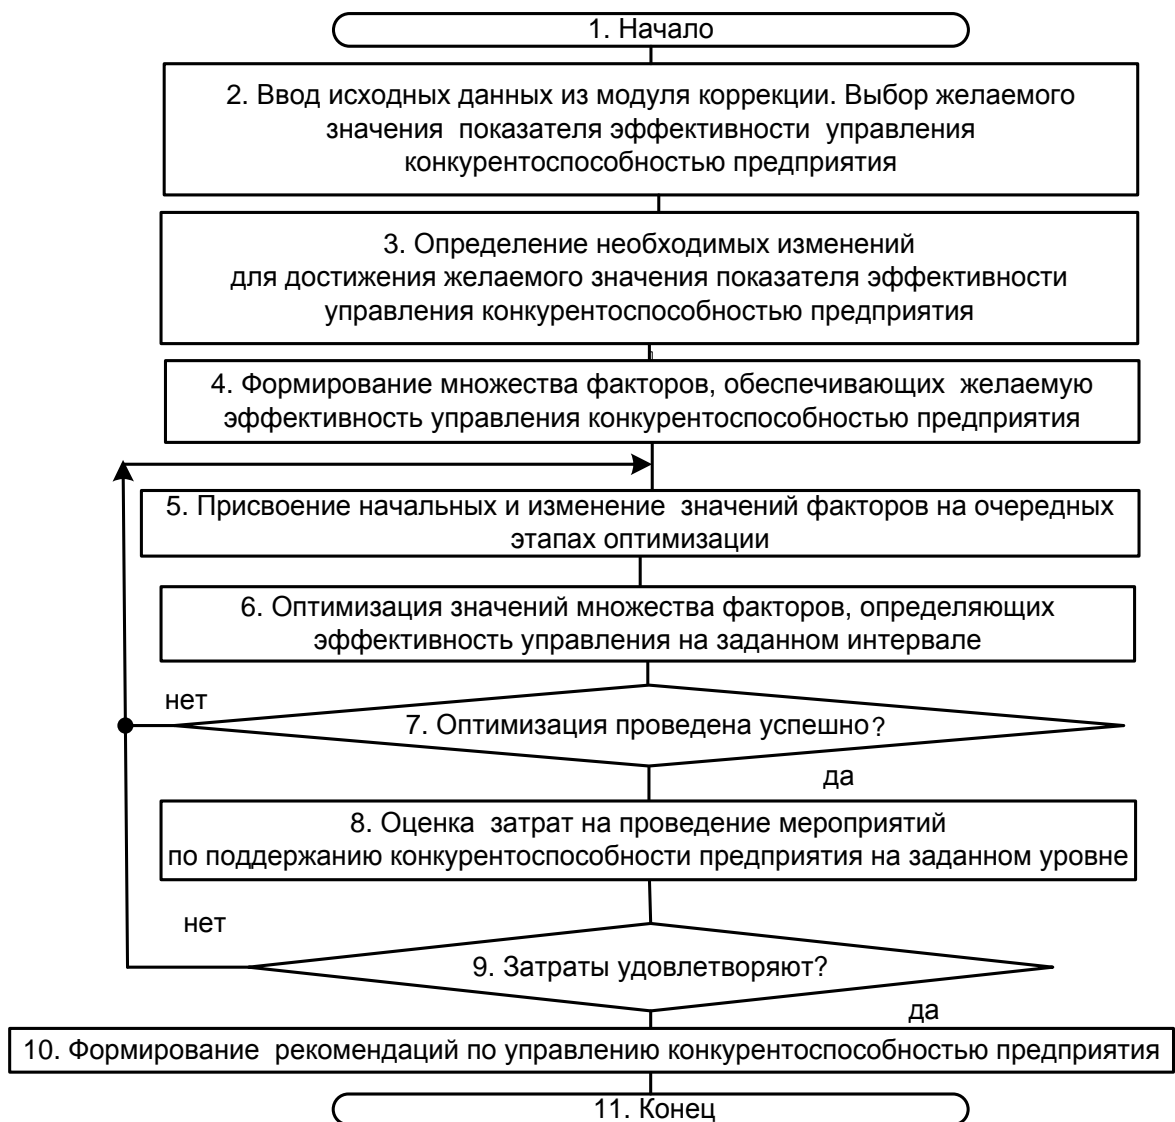 1. Начало
2. Ввод исходных данных из модуля коррекции. Выбор желаемого
значения показателя эффективности управления
конкурентоспособностью предприятия
3. Определение необходимых изменений
для достижения желаемого значения показателя эффективности
управления конкурентоспособностью предприятия
4. Формирование множества факторов, обеспечивающих желаемую
эффективность управления конкурентоспособностью предприятия
5. Присвоение начальных и изменение значений факторов на очередных
этапах оптимизации
6. Оптимизация значений множества факторов, определяющих
эффективность управления на заданном интервале
нет
7. Оптимизация проведена успешно?
да
8. Оценка затрат на проведение мероприятий
по поддержанию конкурентоспособности предприятия на заданном уровне
нет
9. Затраты удовлетворяют?
да
10. Формирование рекомендаций по управлению конкурентоспособностью предприятия
11. Конец